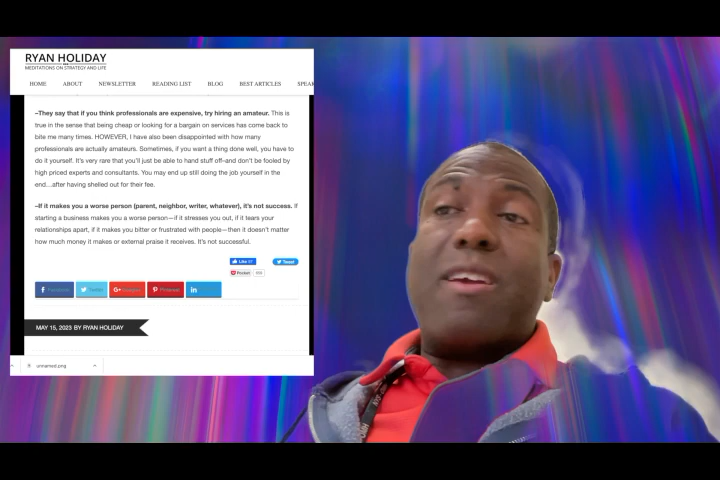 RYAN HOLIDAY
MEDITATIONS ON STRATEGY AND LIFE
HOME ABOUT NEWSLETTER READING LIST BLOG BEST ARTICLES SPEAK
–They say that if you think professionals are expensive, try hiring an amateur. This is
true in the sense that being cheap or looking for a bargain on services has come back to
bite me many times. HOWEVER, I have also been disappointed with how many
professionals are actually amateurs. Sometimes, if you want a thing done well, you have to
do it yourself. It's very rare that you'll just be able to hand stuff off–and don't be fooled by
high priced experts and consultants. You may end up still doing the job yourself in the
end...after having shelled out for their fee.
–If it makes you a worse person (parent, neighbor, writer, whatever), it's not success. If
starting a business makes you a worse person—if it stresses you out, if it tears your
relationships apart, if it makes you bitter or frustrated with people—then it doesn't matter
how much money it makes or external praise it receives. It's not successful.
Like 57 Tweet
Pocket
Facebook Twitter Google+ Pinterest
MAY 15, 2023 BY RYAN HOLIDAY
unnamed.png